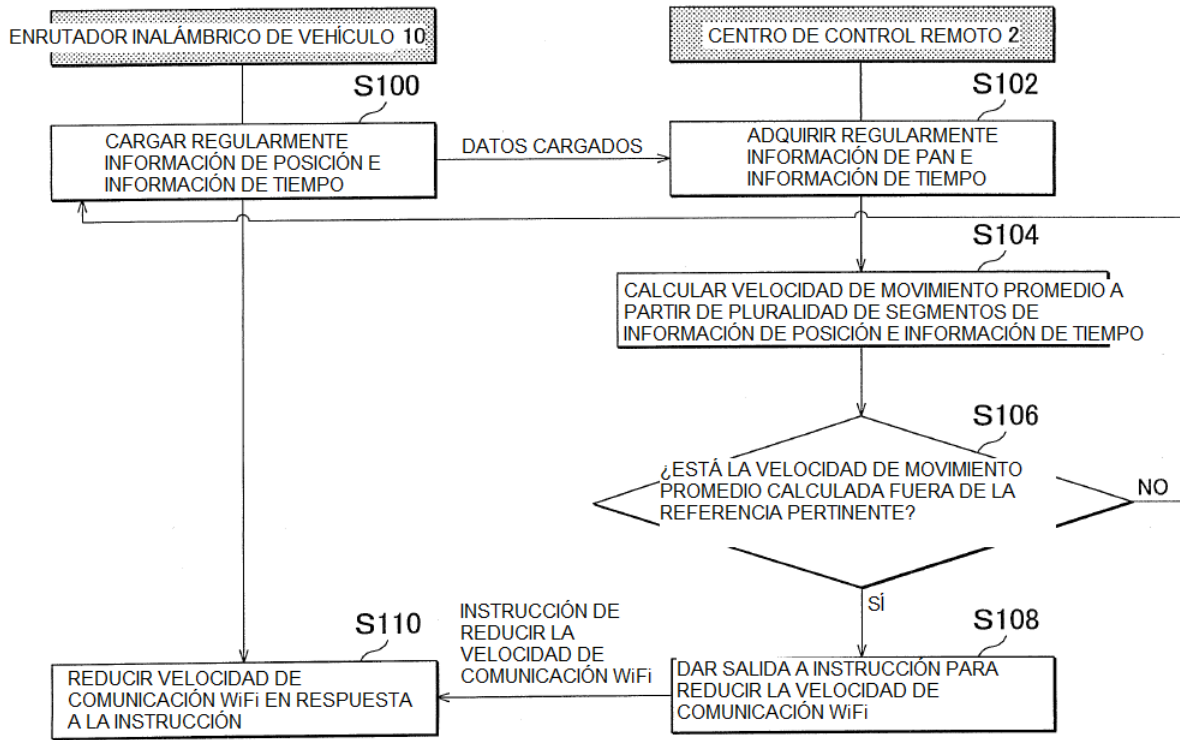 ENRUTADOR INALÁMBRICO DE VEHÍCULO 10
CENTRO DE CONTROL REMOTO 2
S100
CARGAR REGULARMENTE
INFORMACIÓN DE POSICIÓN E
INFORMACIÓN DE TIEMPO
DATOS CARGADOS
S102
ADQUIRIR REGULARMENTE
INFORMACIÓN DE PAN E
INFORMACIÓN DE TIEMPO
S104
CALCULAR VELOCIDAD DE MOVIMIENTO PROMEDIO A
PARTIR DE PLURALIDAD DE SEGMENTOS DE
INFORMACIÓN DE POSICIÓN E INFORMACIÓN DE TIEMPO
S106
¿ESTÁ LA VELOCIDAD DE MOVIMIENTO
PROMEDIO CALCULADA FUERA DE LA
REFERENCIA PERTINENTE?
NO
SÍ
S108
DAR SALIDA A INSTRUCCIÓN PARA
REDUCIR LA VELOCIDAD DE
COMUNICACIÓN WiFi
INSTRUCCIÓN DE
REDUCIR LA
VELOCIDAD DE
COMUNICACIÓN WiFi
S110
REDUCIR VELOCIDAD DE
COMUNICACIÓN WiFi EN RESPUESTA
A LA INSTRUCCIÓN